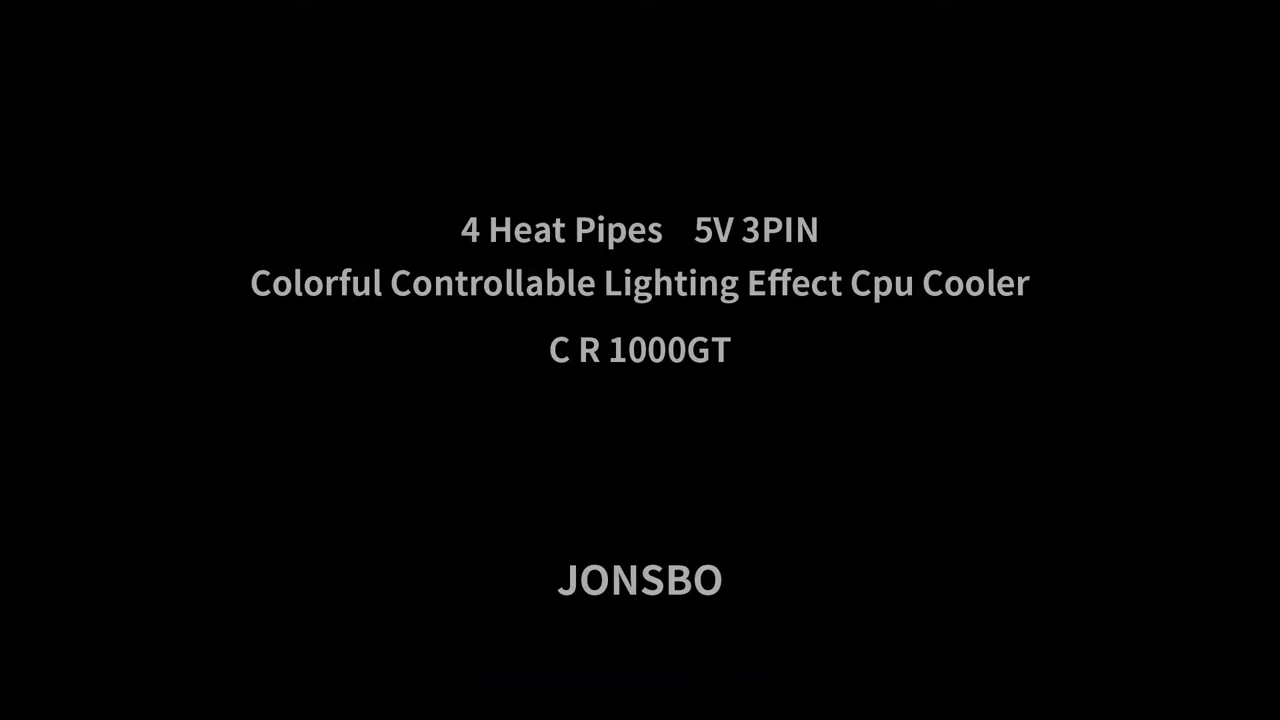 4 Heat Pipes 5V 3PIN
Colorful Controllable Lighting Effect Cpu Cooler
C R 1000GT
JONSBO